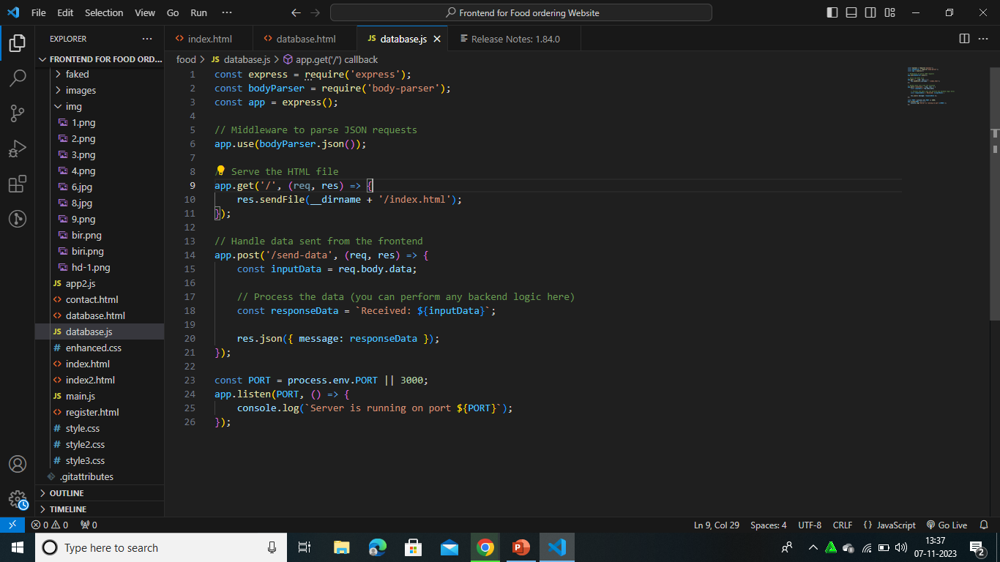 File Edit Selection View Go Run ···
Frontend for Food ordering Website
EXPLORER
FRONTEND FOR FOOD ORD...
faked
images
img
1.png
2.png
3.png
4.png
6.jpg
8.jpg
9.png
bir.png
biri.png
hd-1.png
JS app2.js
<> contact.html
<> database.html
JS database.js
# enhanced.css
<> index.html
<> index2.html
JS main.js
<> register.html
# style.css
# style2.css
# style3.css
.gitattributes
OUTLINE
TIMELINE
<> index.html
<> database.html
JS database.js
Release Notes: 1.84.0
food > JS database.js > app.get('/') callback
1 const express = require('express');
2 const bodyParser = require('body-parser');
3 const app = express();
4
5 // Middleware to parse JSON requests
6 app.use(bodyParser.json());
7
8 / Serve the HTML file
9 app.get('/', (req, res) => {
10 res.sendFile(__dirname + '/index.html');
11 });
12
13 // Handle data sent from the frontend
14 app.post('/send-data', (req, res) => {
15 const inputData = req.body.data;
16
17 // Process the data (you can perform any backend logic here)
18 const responseData = `Received: ${inputData}`;
19
20 res.json({ message: responseData });
21 });
22
23 const PORT = process.env.PORT || 3000;
24 app.listen(PORT, () => {
25 console.log(`Server is running on port ${PORT}`);
26 });
0 0 0
Ln 9, Col 29 Spaces: 4 UTF-8 CRLF {} JavaScript Go Live
Type here to search
13:37
07-11-2023
2